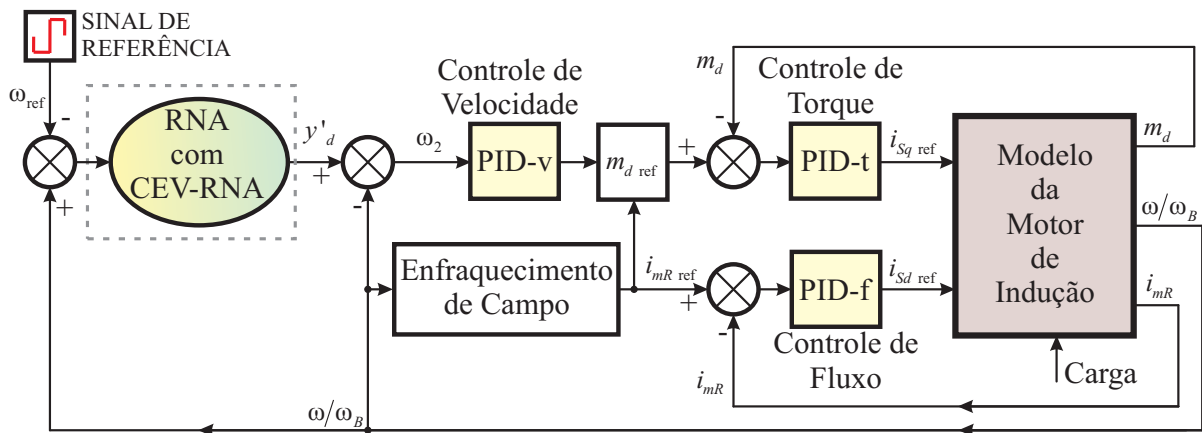 SINAL DE
REFERÊNCIA
ω_ref
-
+
RNA
com
CEV-RNA
y'_d
+
-
ω_2
Controle de
Velocidade
PID-v
m_d ref
+
-
m_d
Controle de
Torque
PID-t
i_Sq ref
Enfraquecimento
de Campo
i_mR ref
+
-
PID-f
i_Sd ref
Controle de
Fluxo
i_mR
Modelo
da
Motor
de
Indução
m_d
ω/ω_B
i_mR
Carga
ω/ω_B